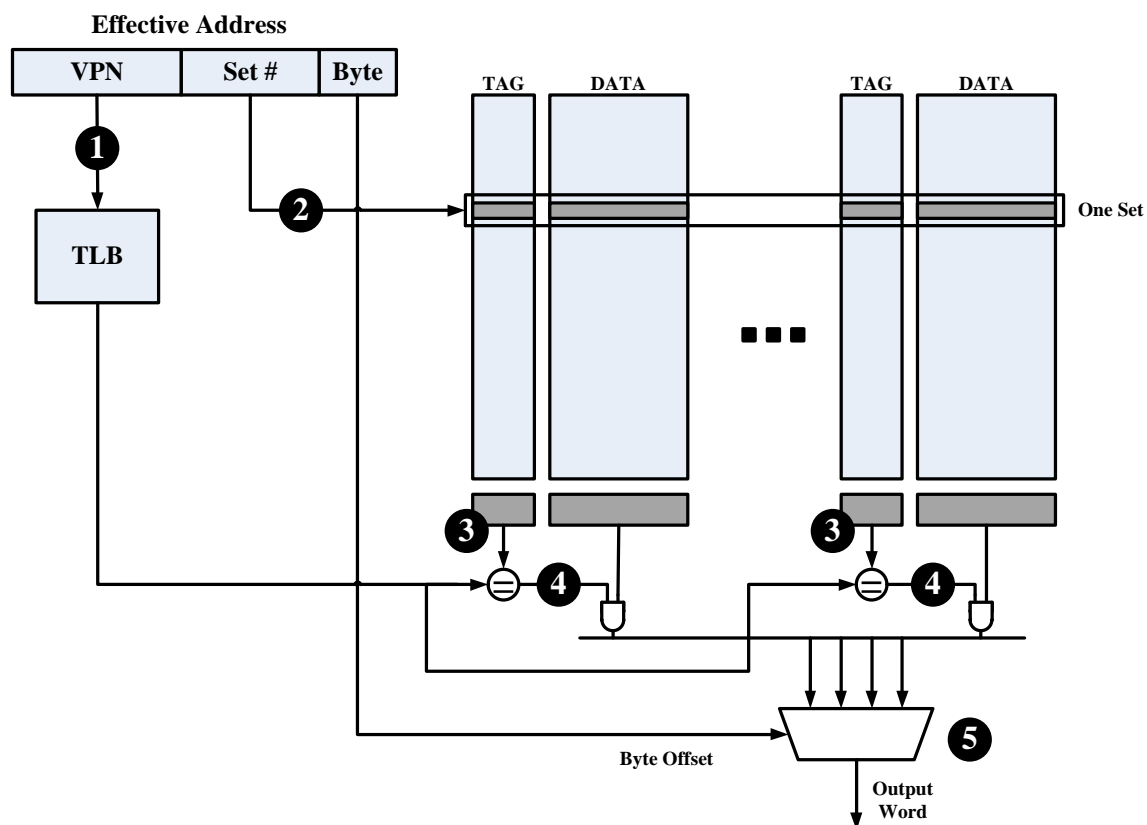 Effective Address
VPN Set # Byte
TAG DATA TAG DATA
1
2
One Set
TLB
3 3
4 4
5
Byte Offset
Output
Word